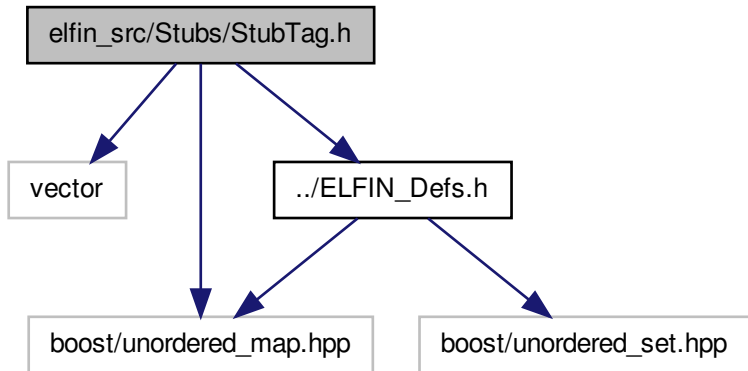 elfin_src/Stubs/StubTag.h
vector
../ELFIN_Defs.h
boost/unordered_map.hpp
boost/unordered_set.hpp